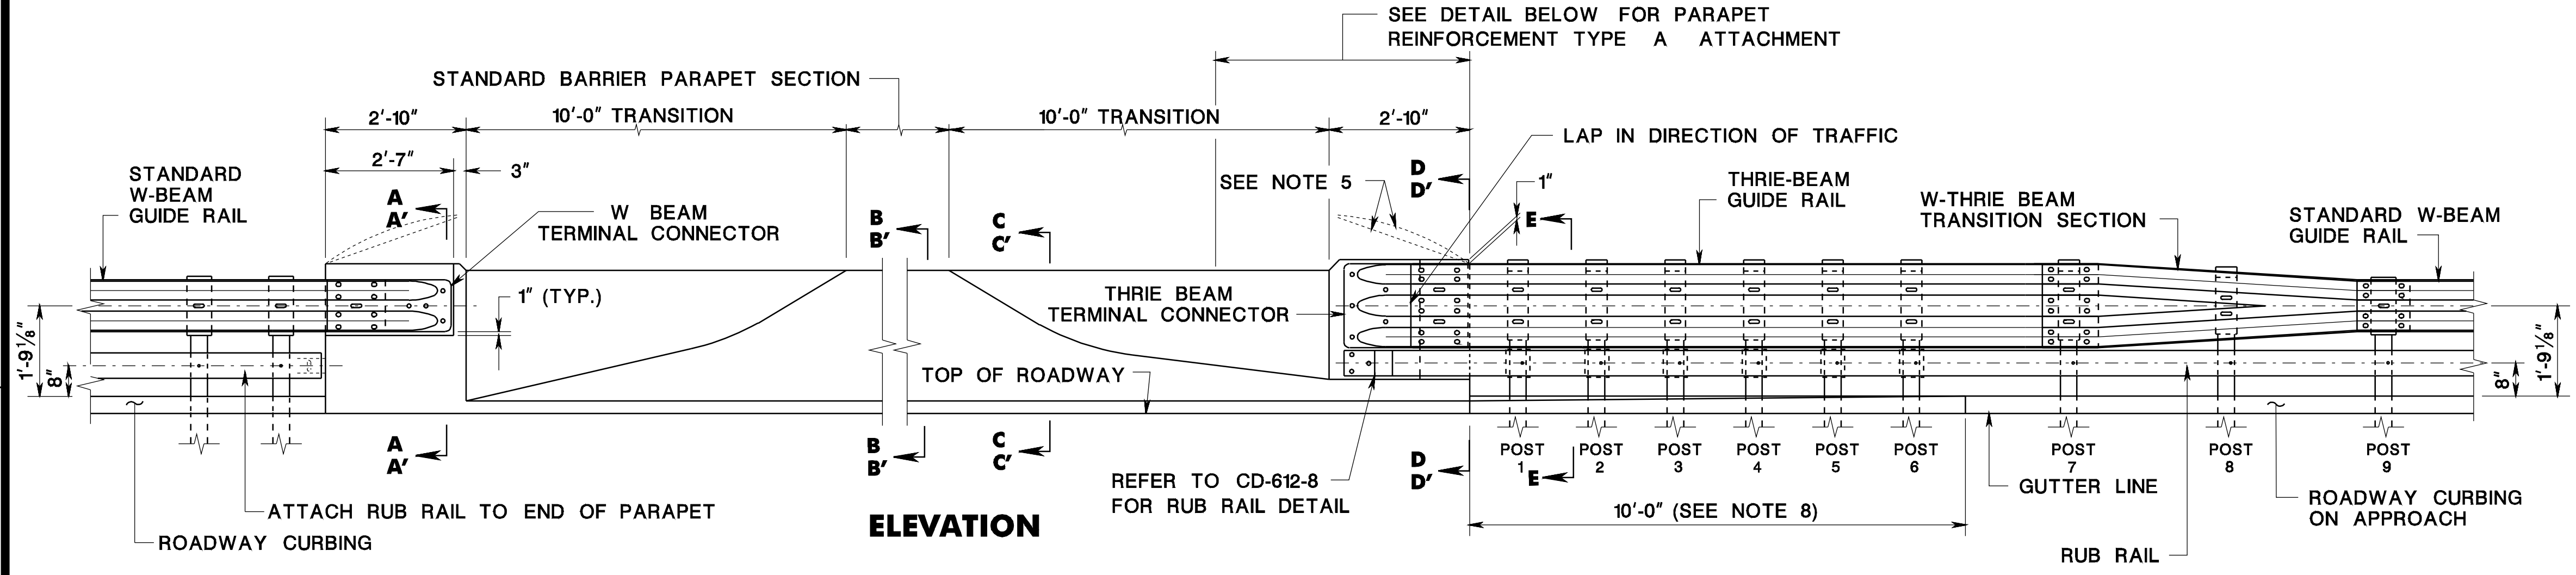 SEE DETAIL BELOW FOR PARAPET
REINFORCEMENT TYPE A ATTACHMENT
STANDARD BARRIER PARAPET SECTION
2'-10"
10'-0" TRANSITION
10'-0" TRANSITION
2'-10"
LAP IN DIRECTION OF TRAFFIC
2'-7"
3"
STANDARD
W-BEAM
GUIDE RAIL
A
A'
W BEAM
TERMINAL CONNECTOR
B
B'
C
C'
SEE NOTE 5
D
D'
1"
E
THRIE-BEAM
GUIDE RAIL
W-THRIE BEAM
TRANSITION SECTION
STANDARD W-BEAM
GUIDE RAIL
1" (TYP.)
THRIE BEAM
TERMINAL CONNECTOR
1'-9 1/8"
8"
TOP OF ROADWAY
8"
1'-9 1/8"
A
A'
B
B'
C
C'
D
D'
E
POST
1
POST
2
POST
3
POST
4
POST
5
POST
6
POST
7
POST
8
POST
9
REFER TO CD-612-8
FOR RUB RAIL DETAIL
GUTTER LINE
ROADWAY CURBING
ON APPROACH
ATTACH RUB RAIL TO END OF PARAPET
10'-0" (SEE NOTE 8)
ROADWAY CURBING
ELEVATION
RUB RAIL